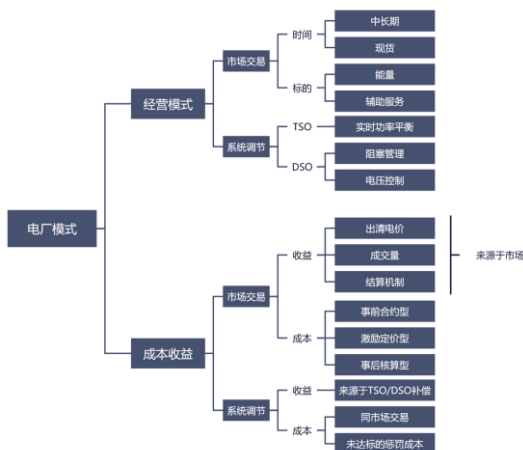 电厂模式
经营模式
市场交易
时间
中长期
现货
标的
能量
辅助服务
系统调节
TSO
实时功率平衡
DSO
阻塞管理
电压控制
成本收益
市场交易
收益
出清电价
成交量
结算机制
来源于市场
成本
事前合约型
激励定价型
事后核算型
系统调节
收益
来源于TSO/DSO补偿
成本
同市场交易
未达标的惩罚成本